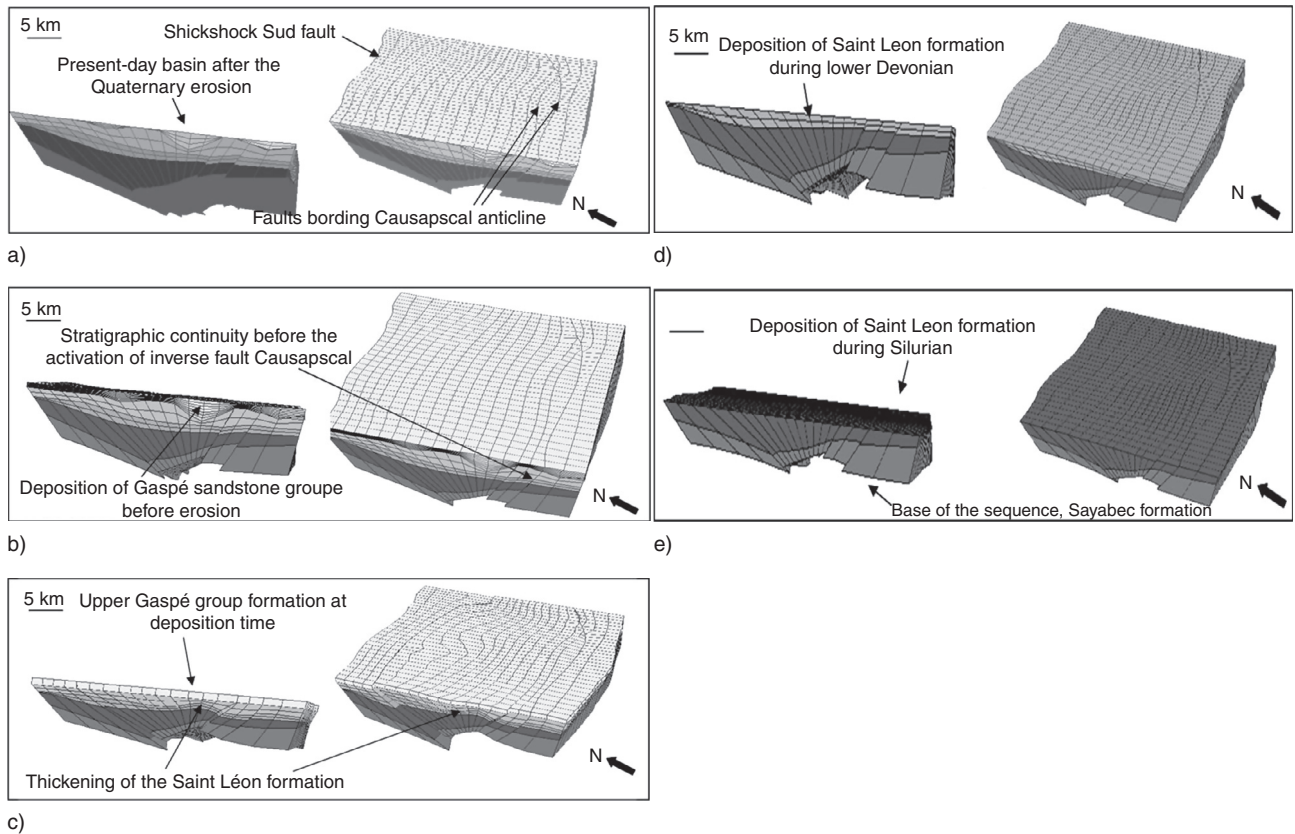 5 km
Shickshock Sud fault
Present-day basin after the
Quaternary erosion
Faults bording Causapscal anticline
N
a)
5 km
Stratigraphic continuity before the
activation of inverse fault Causapscal
Deposition of Gaspé sandstone groupe
before erosion
N
b)
5 km
Upper Gaspé group formation at
deposition time
Thickening of the Saint Léon formation
N
c)
5 km
Deposition of Saint Leon formation
during lower Devonian
N
d)
Deposition of Saint Leon formation
during Silurian
Base of the sequence, Sayabec formation
N
e)